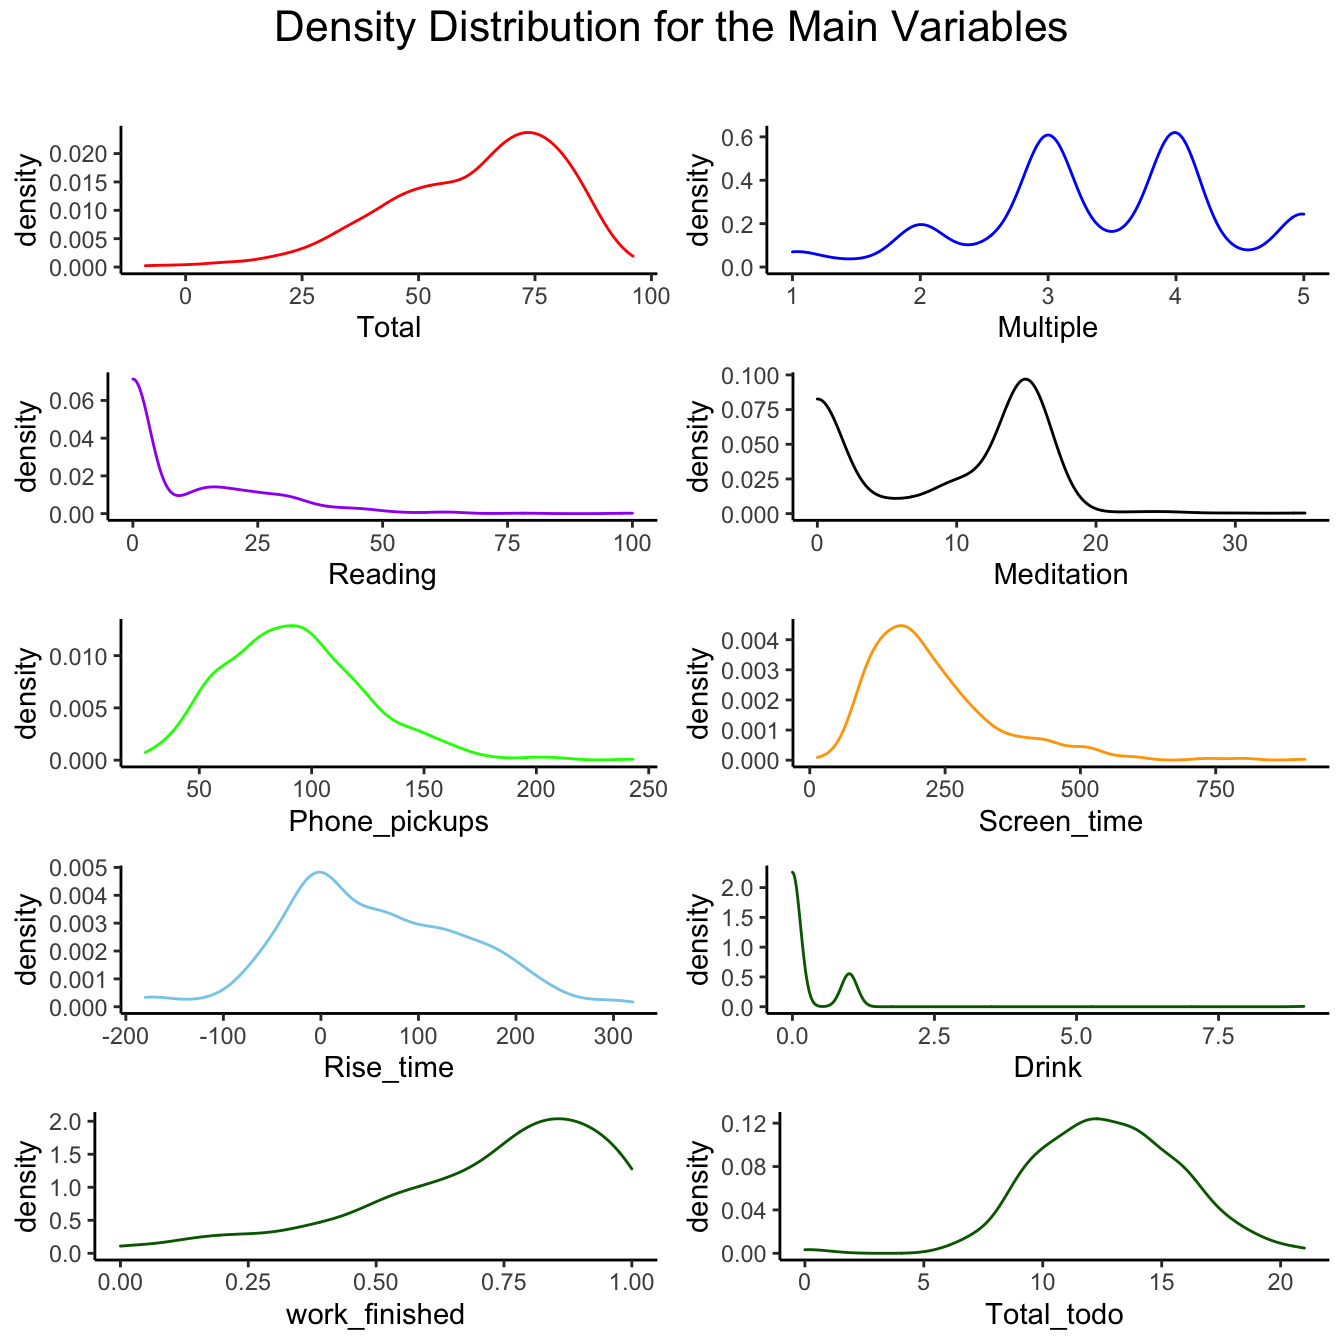 Density Distribution for the Main Variables
density
0.020
0.015
0.010
0.005
0.000
0 25 50 75 100
Total
density
0.6
0.4
0.2
0.0
1 2 3 4 5
Multiple
density
0.06
0.04
0.02
0.00
0 25 50 75 100
Reading
density
0.100
0.075
0.050
0.025
0.000
0 10 20 30
Meditation
density
0.010
0.005
0.000
50 100 150 200 250
Phone_pickups
density
0.004
0.003
0.002
0.001
0.000
0 250 500 750
Screen_time
density
0.005
0.004
0.003
0.002
0.001
0.000
-200 -100 0 100 200 300
Rise_time
density
2.0
1.5
1.0
0.5
0.0
0.0 2.5 5.0 7.5
Drink
density
2.0
1.5
1.0
0.5
0.0
0.00 0.25 0.50 0.75 1.00
work_finished
density
0.12
0.08
0.04
0.00
0 5 10 15 20
Total_todo